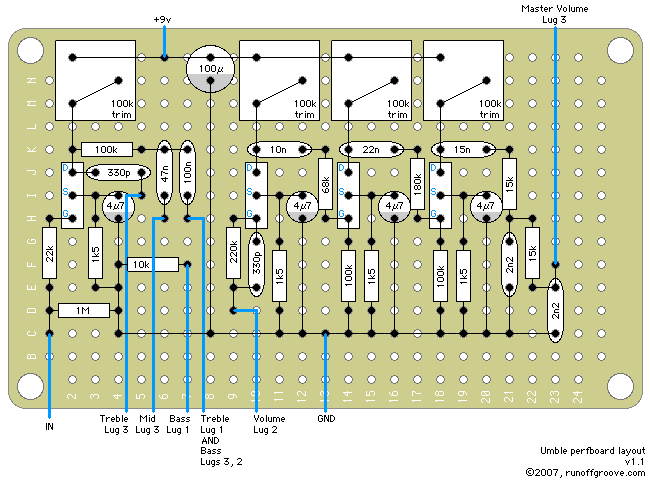 Master Volume
Lug 3
+9v
100µ
100k
trim
100k
trim
100k
trim
100k
trim
N
M
L
K
J
I
H
G
F
E
D
C
B
A
100k
330p
47n
100n
10n
22n
15n
68k
180k
15k
D
S
G
D
S
G
D
S
G
D
S
G
4µ7
4µ7
4µ7
4µ7
22k
1k5
10k
220k
330p
1k5
100k
1k5
100k
1k5
2n2
15k
1M
2n2
2
3
4
5
6
7
8
9
10
11
12
13
14
15
16
17
18
19
20
21
22
23
24
IN
Treble
Lug 3
Mid
Lug 3
Bass
Lug 1
Treble
Lug 1
AND
Bass
Lugs 3, 2
Volume
Lug 2
GND
Umble perfboard layout
v1.1
©2007, runoffgroove.com